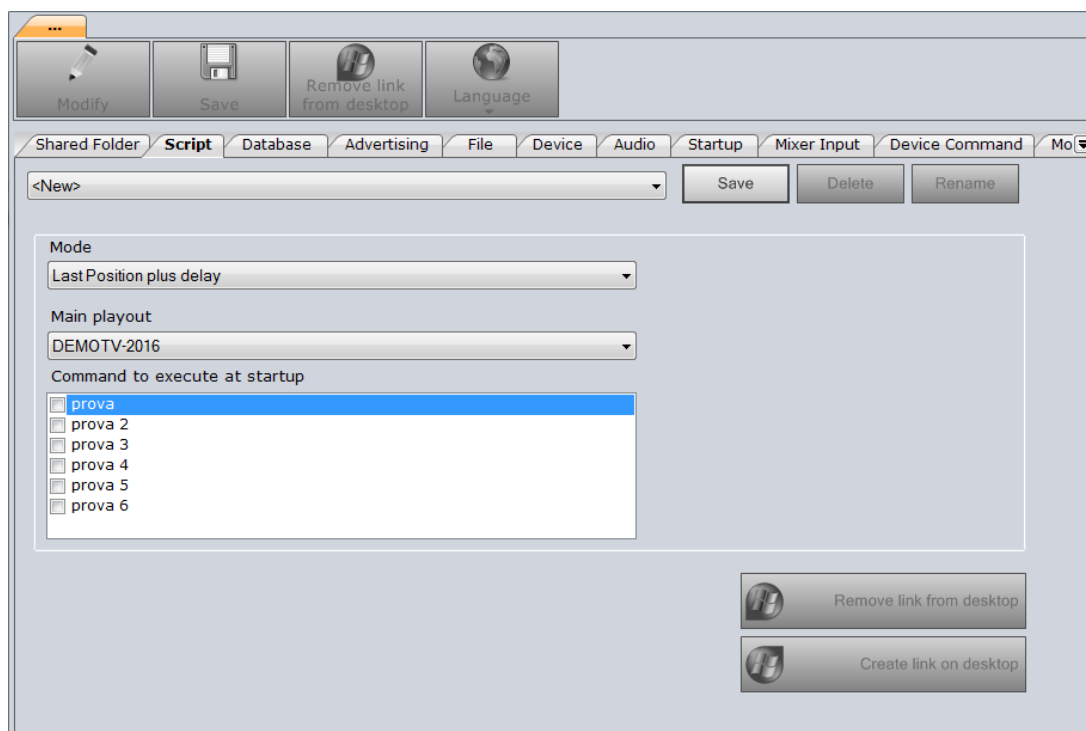 ...
Modify
Save
Remove link
from desktop
Language
Shared Folder
Script
Database
Advertising
File
Device
Audio
Startup
Mixer Input
Device Command
Mo
<New>
Save
Delete
Rename
Mode
Last Position plus delay
Main playout
DEMOTV-2016
Command to execute at startup
prova
prova 2
prova 3
prova 4
prova 5
prova 6
Remove link from desktop
Create link on desktop